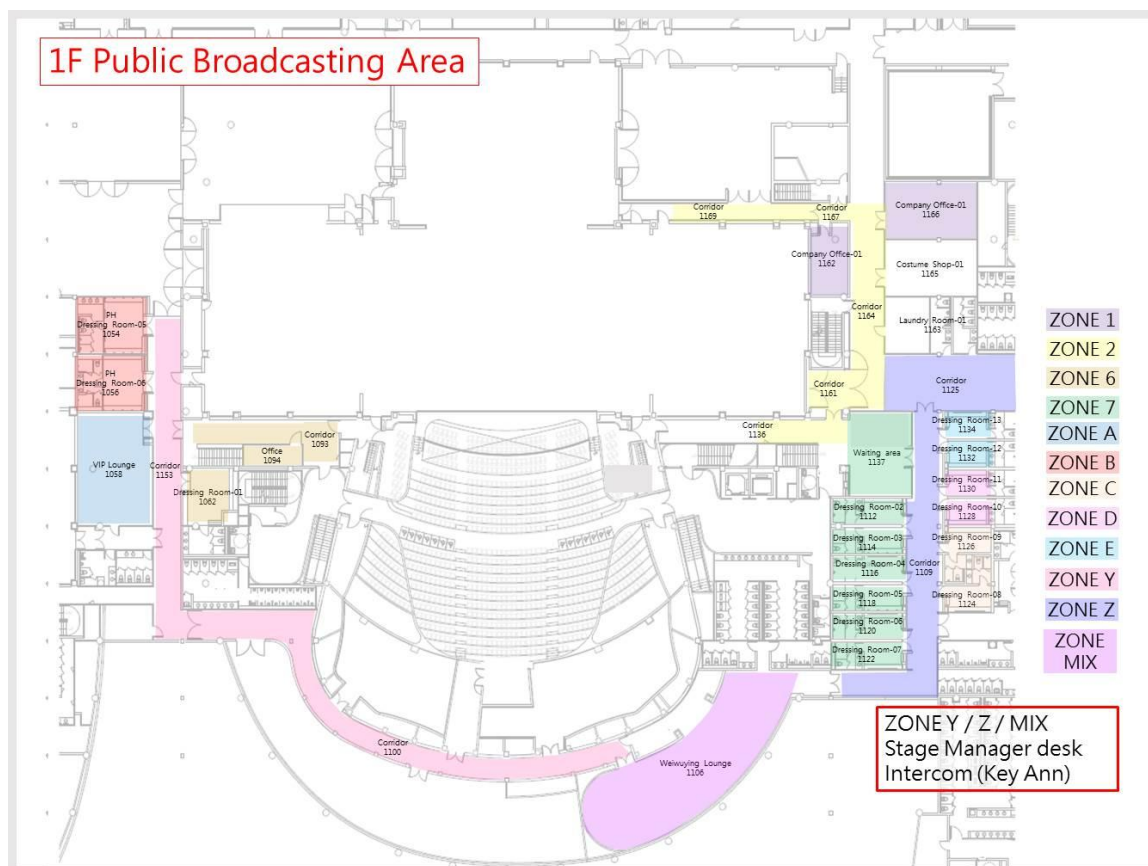 1F Public Broadcasting Area
Corridor
1169
Corridor
1167
Company Office-01
1166
Company Office-01
1162
Costume Shop-01
1165
Corridor
1164
Laundry Room-01
1163
PH
Dressing Room-05
1054
PH
Dressing Room-06
1056
Corridor
1161
Corridor
1125
Corridor
1093
Office
1094
Corridor
1136
VIP Lounge
1058
Corridor
1153
Dressing Room-01
1062
Waiting area
1137
Dressing Room-13
1134
Dressing Room-12
1132
Dressing Room-11
1130
Dressing Room-10
1128
Dressing Room-09
1126
Dressing Room-08
1124
Dressing Room-02
1112
Dressing Room-03
1114
Dressing Room-04
1116
Dressing Room-05
1118
Dressing Room-06
1120
Dressing Room-07
1122
Corridor
1109
Corridor
1100
Weiwuying Lounge
1106
ZONE 1
ZONE 2
ZONE 6
ZONE 7
ZONE A
ZONE B
ZONE C
ZONE D
ZONE E
ZONE Y
ZONE Z
ZONE
MIX
ZONE Y / Z / MIX
Stage Manager desk
Intercom (Key Ann)